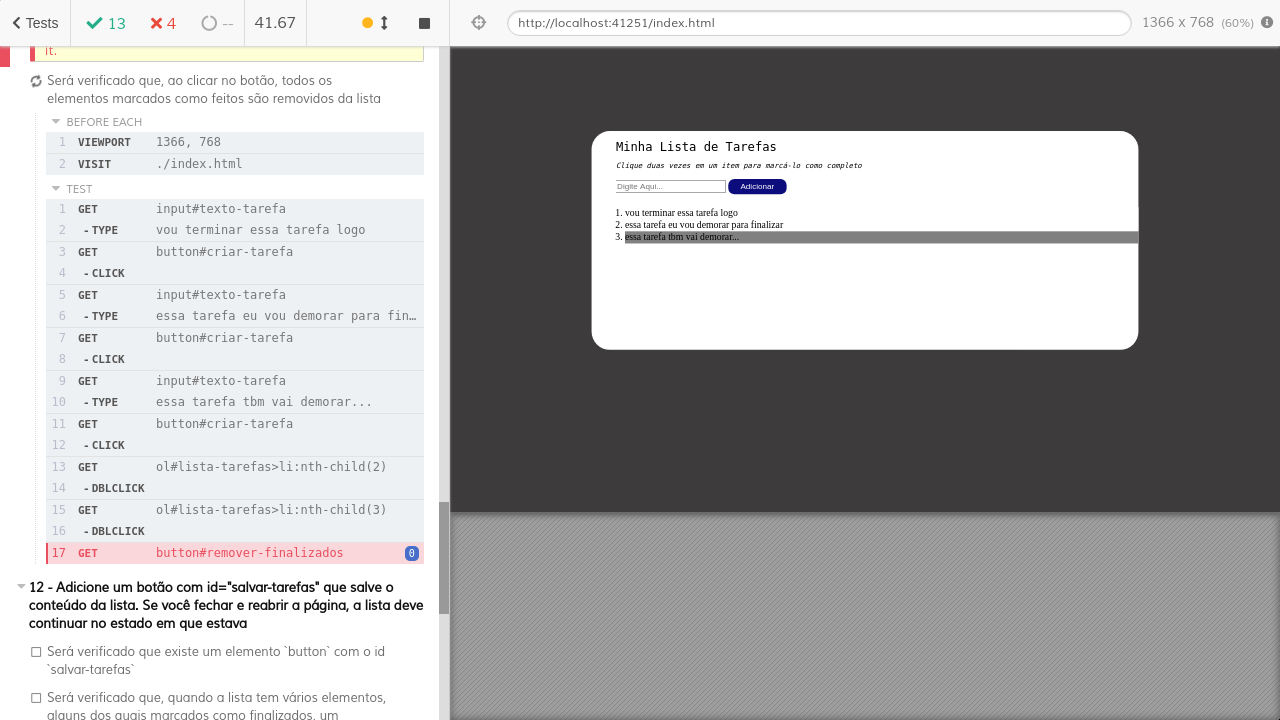 Tests
13
4
--
41.67
http://localhost:41251/index.html
1366 x 768 (60%)
it.
Será verificado que, ao clicar no botão, todos os
elementos marcados como feitos são removidos da lista
BEFORE EACH
1 VIEWPORT 1366, 768
2 VISIT ./index.html
TEST
1 GET input#texto-tarefa
2 -TYPE vou terminar essa tarefa logo
3 GET button#criar-tarefa
4 -CLICK
5 GET input#texto-tarefa
6 -TYPE essa tarefa eu vou demorar para fin…
7 GET button#criar-tarefa
8 -CLICK
9 GET input#texto-tarefa
10 -TYPE essa tarefa tbm vai demorar...
11 GET button#criar-tarefa
12 -CLICK
13 GET ol#lista-tarefas>li:nth-child(2)
14 -DBLCLICK
15 GET ol#lista-tarefas>li:nth-child(3)
16 -DBLCLICK
17 GET button#remover-finalizados 0
12 - Adicione um botão com id="salvar-tarefas" que salve o
conteúdo da lista. Se você fechar e reabrir a página, a lista deve
continuar no estado em que estava
Será verificado que existe um elemento `button` com o id
`salvar-tarefas`
Será verificado que, quando a lista tem vários elementos,
alguns dos quais marcados como finalizados, um
Minha Lista de Tarefas
Clique duas vezes em um item para marcá-lo como completo
Digite Aqui... Adicionar
1. vou terminar essa tarefa logo
2. essa tarefa eu vou demorar para finalizar
3. essa tarefa tbm vai demorar...